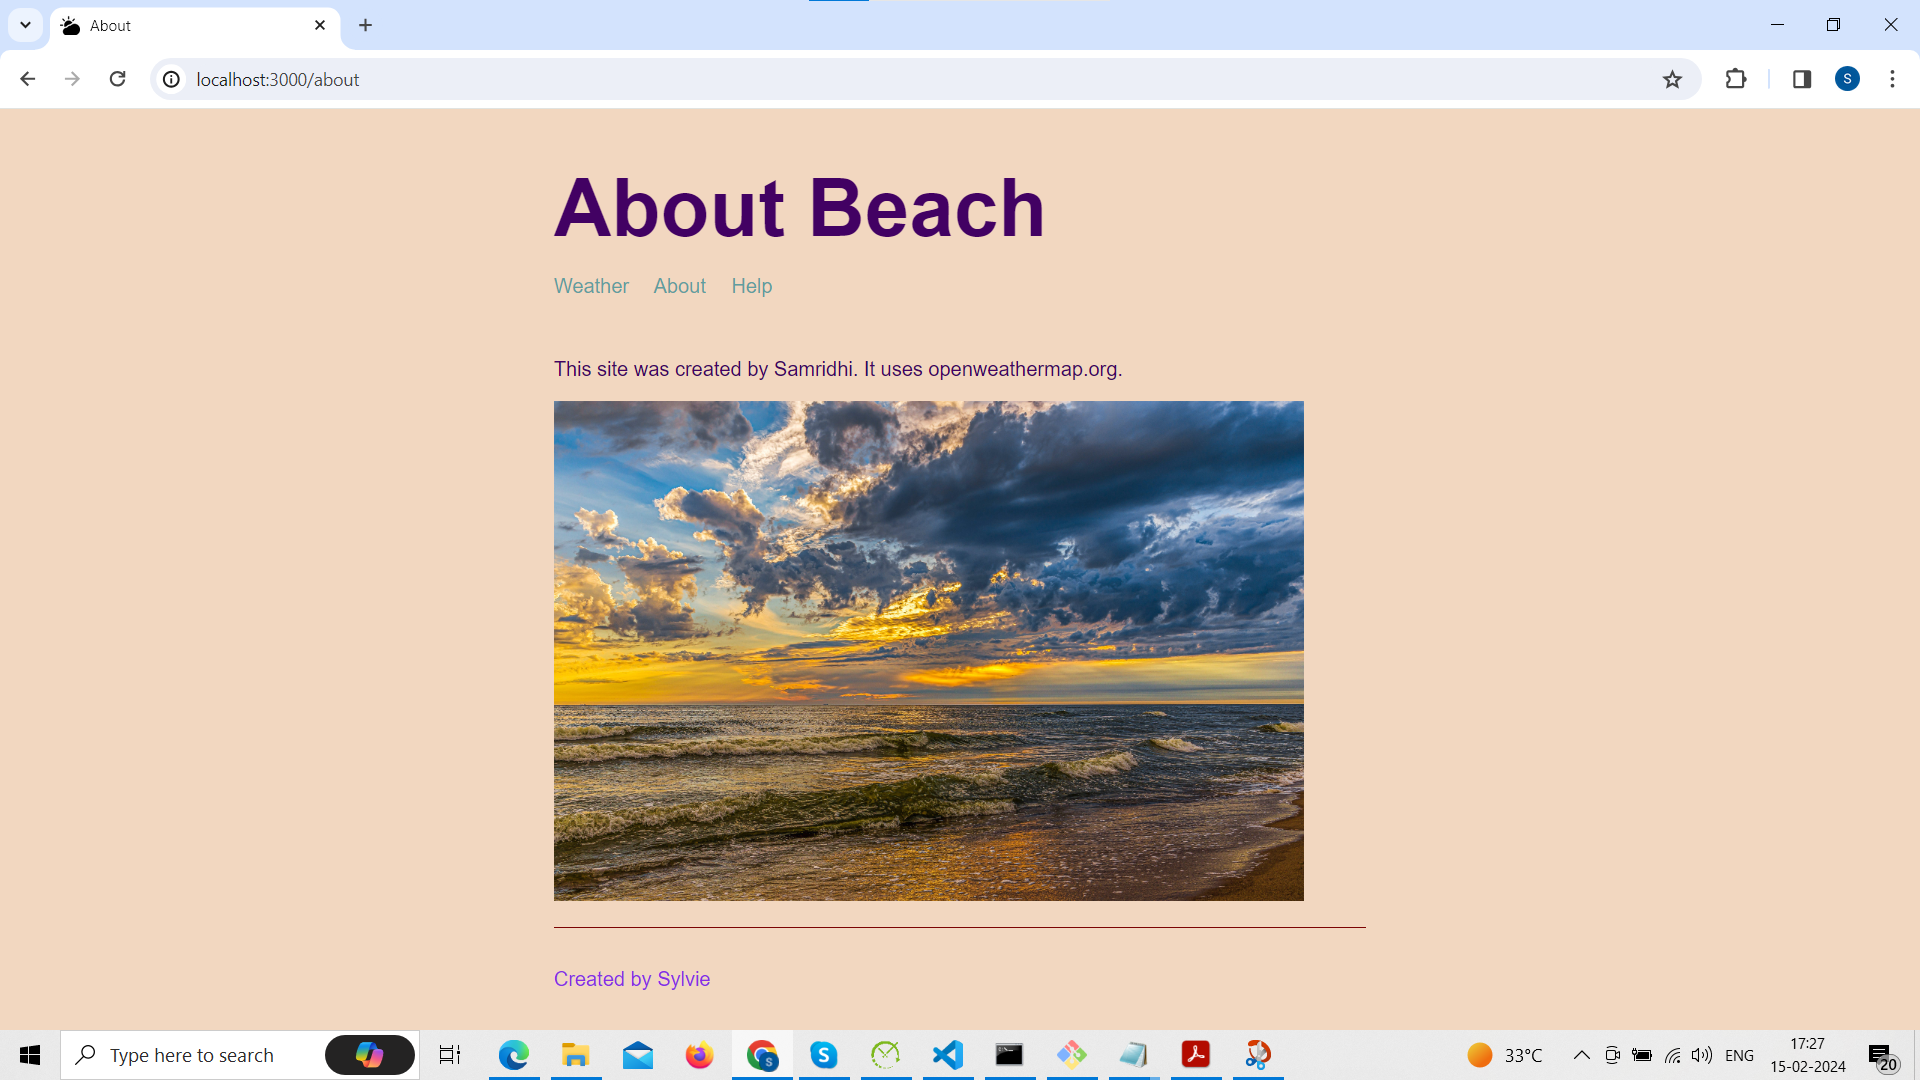 About
localhost:3000/about
S
About Beach
Weather About Help
This site was created by Samridhi. It uses openweathermap.org.
Created by Sylvie
Type here to search
S
33°C
ENG
17:27
15-02-2024
20